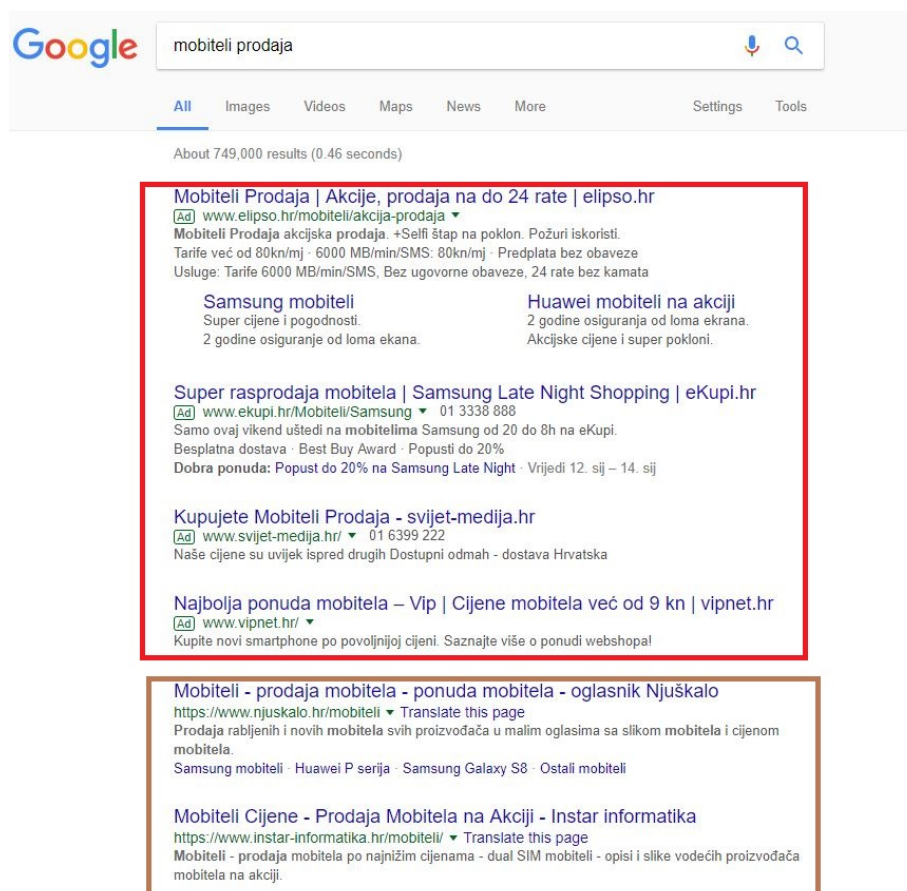 Google
mobiteli prodaja
All Images Videos Maps News More Settings Tools
About 749,000 results (0.46 seconds)
Mobiteli Prodaja | Akcije, prodaja na do 24 rate | elipso.hr
Ad www.elipso.hr/mobiteli/akcija-prodaja
Mobiteli Prodaja akcijska prodaja. +Selfi štap na poklon. Požuri iskoristi.
Tarife već od 80kn/mj · 6000 MB/min/SMS: 80kn/mj · Predplata bez obaveze
Usluge: Tarife 6000 MB/min/SMS, Bez ugovorne obaveze, 24 rate bez kamata
Samsung mobiteli
Super cijene i pogodnosti.
2 godine osiguranje od loma ekana.
Huawei mobiteli na akciji
2 godine osiguranja od loma ekrana.
Akcijske cijene i super pokloni.
Super rasprodaja mobitela | Samsung Late Night Shopping | eKupi.hr
Ad www.ekupi.hr/Mobiteli/Samsung 01 3338 888
Samo ovaj vikend uštedi na mobitelima Samsung od 20 do 8h na eKupi.
Besplatna dostava · Best Buy Award · Popusti do 20%
Dobra ponuda: Popust do 20% na Samsung Late Night · Vrijedi 12. sij – 14. sij
Kupujete Mobiteli Prodaja - svijet-medija.hr
Ad www.svijet-medija.hr/ 01 6399 222
Naše cijene su uvijek ispred drugih Dostupni odmah - dostava Hrvatska
Najbolja ponuda mobitela – Vip | Cijene mobitela već od 9 kn | vipnet.hr
Ad www.vipnet.hr/
Kupite novi smartphone po povoljnijoj cijeni. Saznajte više o ponudi webshopa!
Mobiteli - prodaja mobitela - ponuda mobitela - oglasnik Njuškalo
https://www.njuskalo.hr/mobiteli Translate this page
Prodaja rabljenih i novih mobitela svih proizvođača u malim oglasima sa slikom mobitela i cijenom
mobitela.
Samsung mobiteli · Huawei P serija · Samsung Galaxy S8 · Ostali mobiteli
Mobiteli Cijene - Prodaja Mobitela na Akciji - Instar informatika
https://www.instar-informatika.hr/mobiteli/ Translate this page
Mobiteli - prodaja mobitela po najnižim cijenama - dual SIM mobiteli - opisi i slike vodećih proizvođača
mobitela na akciji.